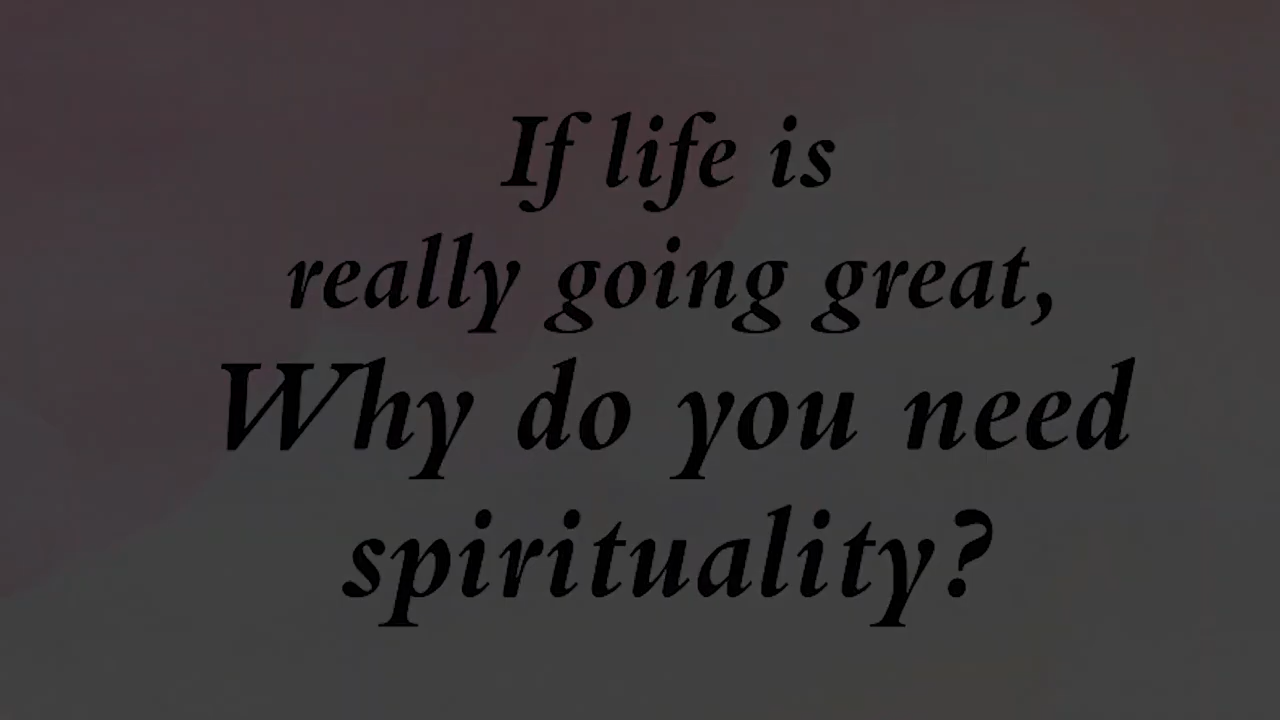 If life is
really going great,
Why do you need
spirituality?